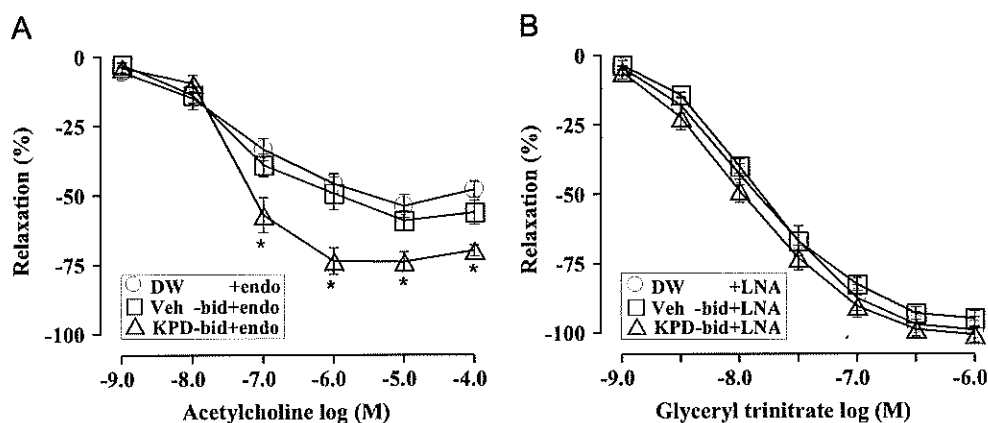 A
0
-25
-50
-75
-100
Relaxation (%)
* * * *
DW +endo
Veh -bid+endo
KPD-bid+endo
-9.0 -8.0 -7.0 -6.0 -5.0 -4.0
Acetylcholine log (M)
B
0
-25
-50
-75
-100
Relaxation (%)
DW +LNA
Veh -bid+LNA
KPD-bid+LNA
-9.0 -8.0 -7.0 -6.0
Glyceryl trinitrate log (M)